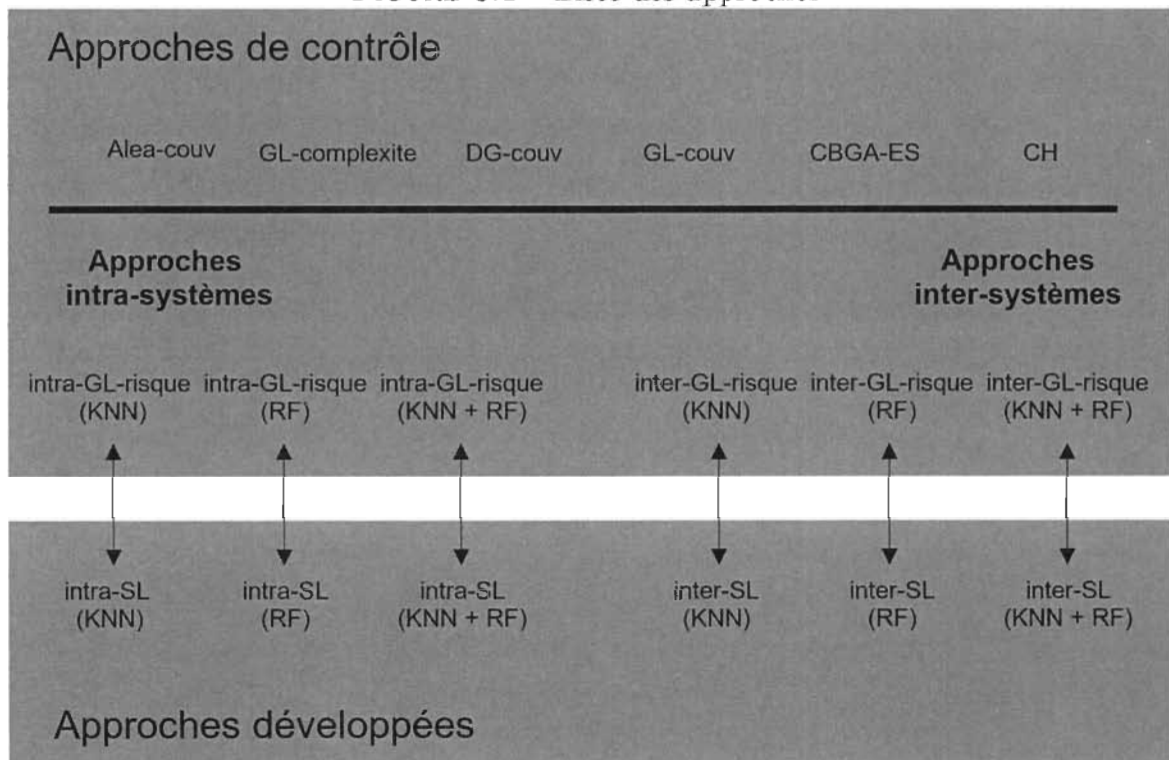 Approches de contrôle
Alea-couv GL-complexite DG-couv GL-couv CBGA-ES CH
Approches Approches
intra-systèmes inter-systèmes
intra-GL-risque intra-GL-risque intra-GL-risque inter-GL-risque inter-GL-risque inter-GL-risque
(KNN) (RF) (KNN + RF) (KNN) (RF) (KNN + RF)
intra-SL intra-SL intra-SL inter-SL inter-SL inter-SL
(KNN) (RF) (KNN + RF) (KNN) (RF) (KNN + RF)
Approches développées